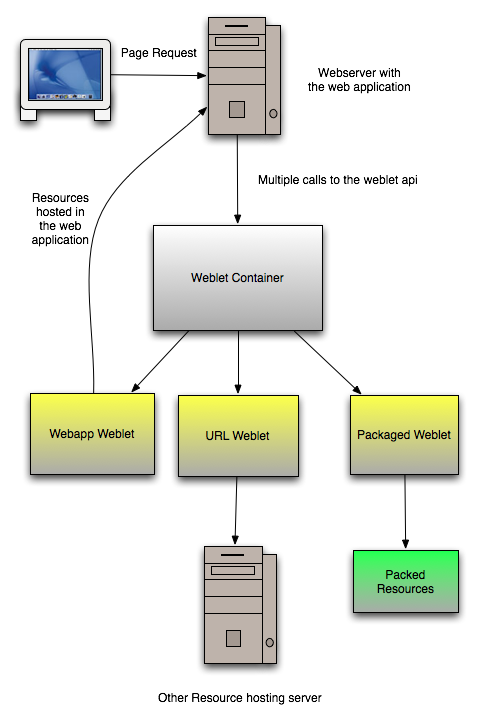 Page Request
Webserver with
the web application
Multiple calls to the weblet api
Resources
hosted in
the web
application
Weblet Container
Webapp Weblet
URL Weblet
Packaged Weblet
Packed
Resources
Other Resource hosting server